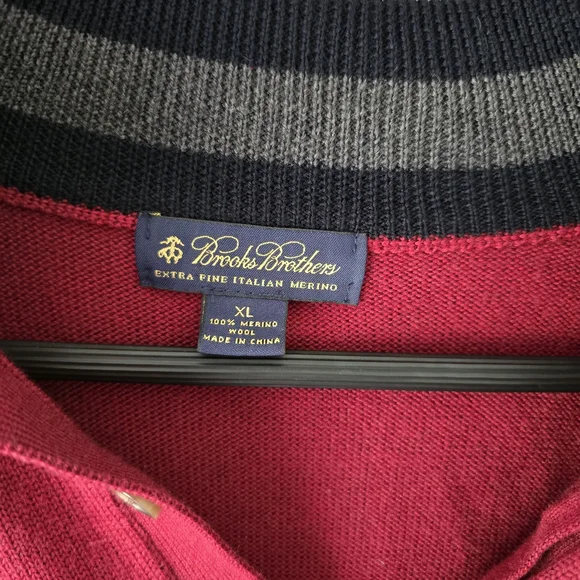 Brooks Brothers
EXTRA FINE ITALIAN MERINO
XL
100% MERINO
WOOL
MADE IN CHINA